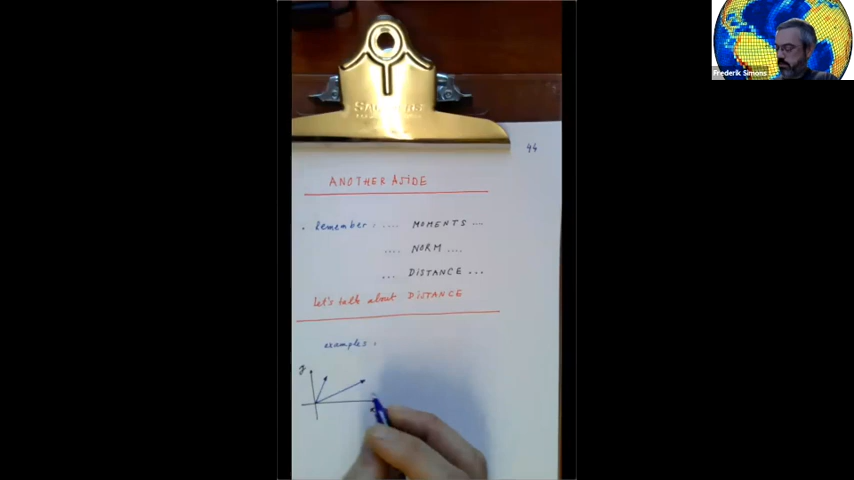 Frederik Simons
44
ANOTHER ASIDE
. Remember : .... MOMENTS ...
.... NORM ....
... DISTANCE ...
Let's talk about DISTANCE
examples :
y